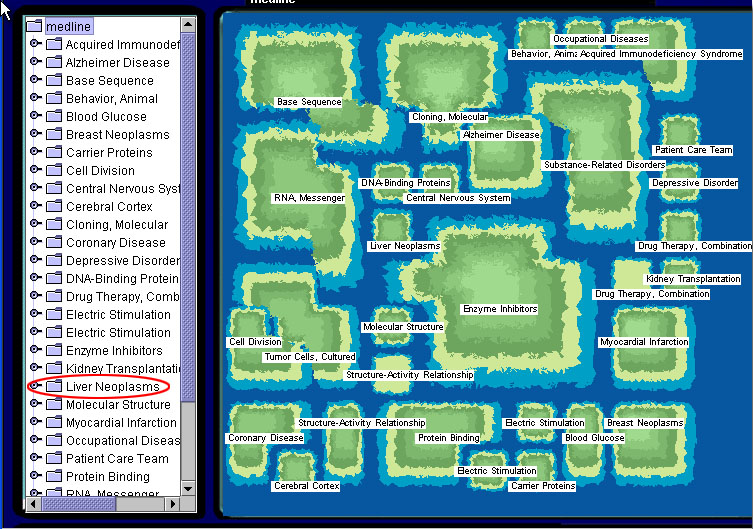 medline
medline
Acquired Immunodef
Alzheimer Disease
Base Sequence
Behavior, Animal
Blood Glucose
Breast Neoplasms
Carrier Proteins
Cell Division
Central Nervous Syst
Cerebral Cortex
Cloning, Molecular
Coronary Disease
Depressive Disorder
DNA-Binding Protein
Drug Therapy, Comb
Electric Stimulation
Electric Stimulation
Enzyme Inhibitors
Kidney Transplantati
Liver Neoplasms
Molecular Structure
Myocardial Infarction
Occupational Diseas
Patient Care Team
Protein Binding
RNA, Messenger
Occupational Diseases
Behavior, Anima
Acquired Immunodeficiency Syndrome
Base Sequence
Cloning, Molecular
Alzheimer Disease
Patient Care Team
Substance-Related Disorders
DNA-Binding Proteins
Depressive Disorder
RNA, Messenger
Central Nervous System
Liver Neoplasms
Drug Therapy, Combination
Kidney Transplantation
Drug Therapy, Combination
Enzyme Inhibitors
Molecular Structure
Cell Division
Myocardial Infarction
Tumor Cells, Cultured
Structure-Activity Relationship
Structure-Activity Relationship
Electric Stimulation
Breast Neoplasms
Coronary Disease
Protein Binding
Blood Glucose
Electric Stimulation
Cerebral Cortex
Carrier Proteins